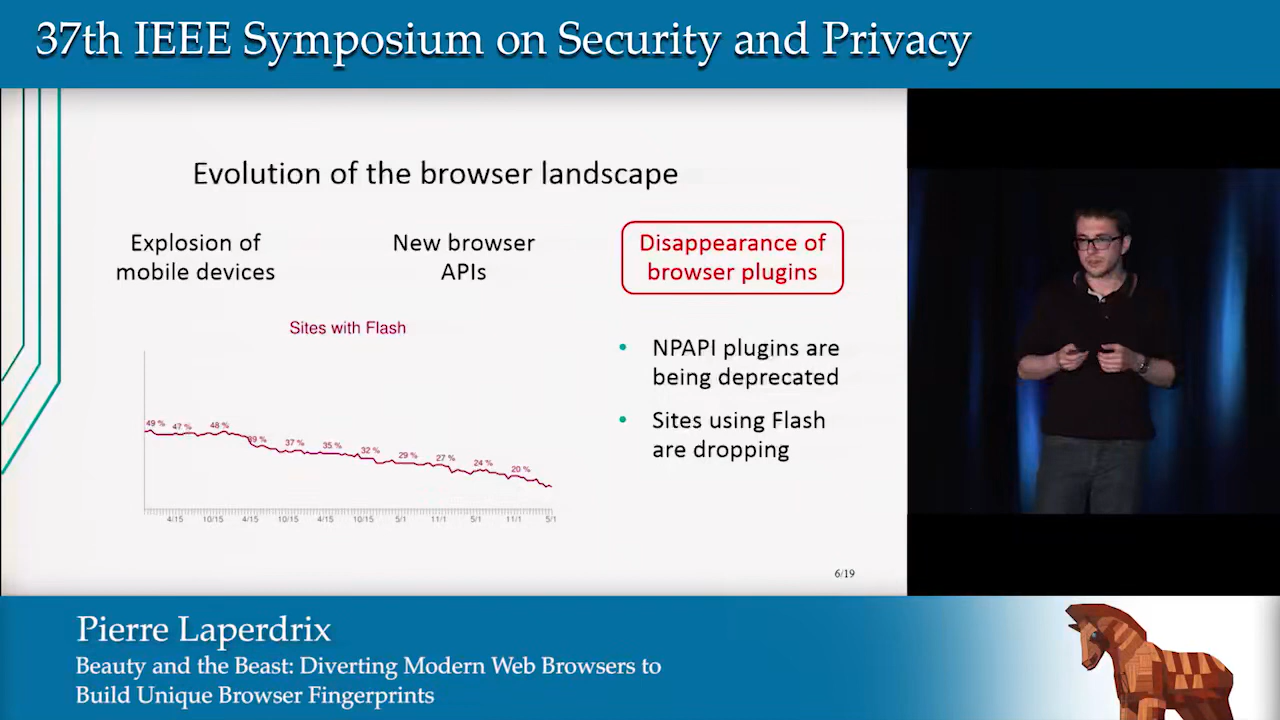 37th IEEE Symposium on Security and Privacy
Evolution of the browser landscape
Explosion of
mobile devices
New browser
APIs
Disappearance of
browser plugins
Sites with Flash
49 % 47 % 48 % 39 % 37 % 35 % 32 % 29 % 27 % 24 % 20 %
4/15 10/15 4/15 10/15 4/15 10/15 5/1 11/1 5/1 11/1 5/1
• NPAPI plugins are
being deprecated
• Sites using Flash
are dropping
6/19
Pierre Laperdrix
Beauty and the Beast: Diverting Modern Web Browsers to
Build Unique Browser Fingerprints